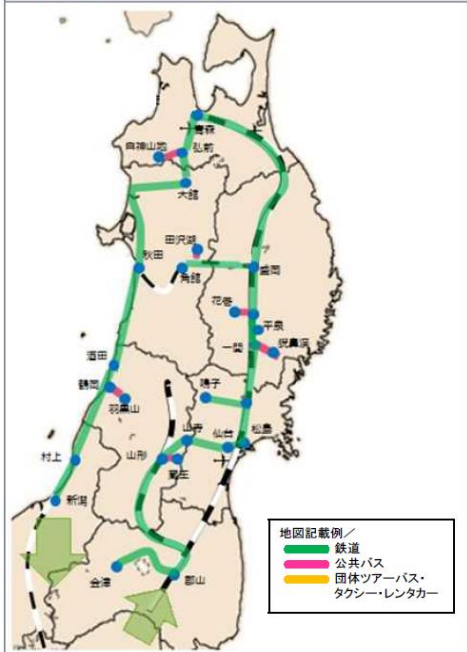 青森
白神山地
弘前
大館
田沢湖
秋田
角館
盛岡
花巻
平泉
一関
猊鼻渓
酒田
鶴岡
鳴子
羽黒山
山寺
仙台
松島
山形
蔵王
村上
新潟
会津
郡山
地図記載例／
鉄道
公共バス
団体ツアーバス・
タクシー・レンタカー